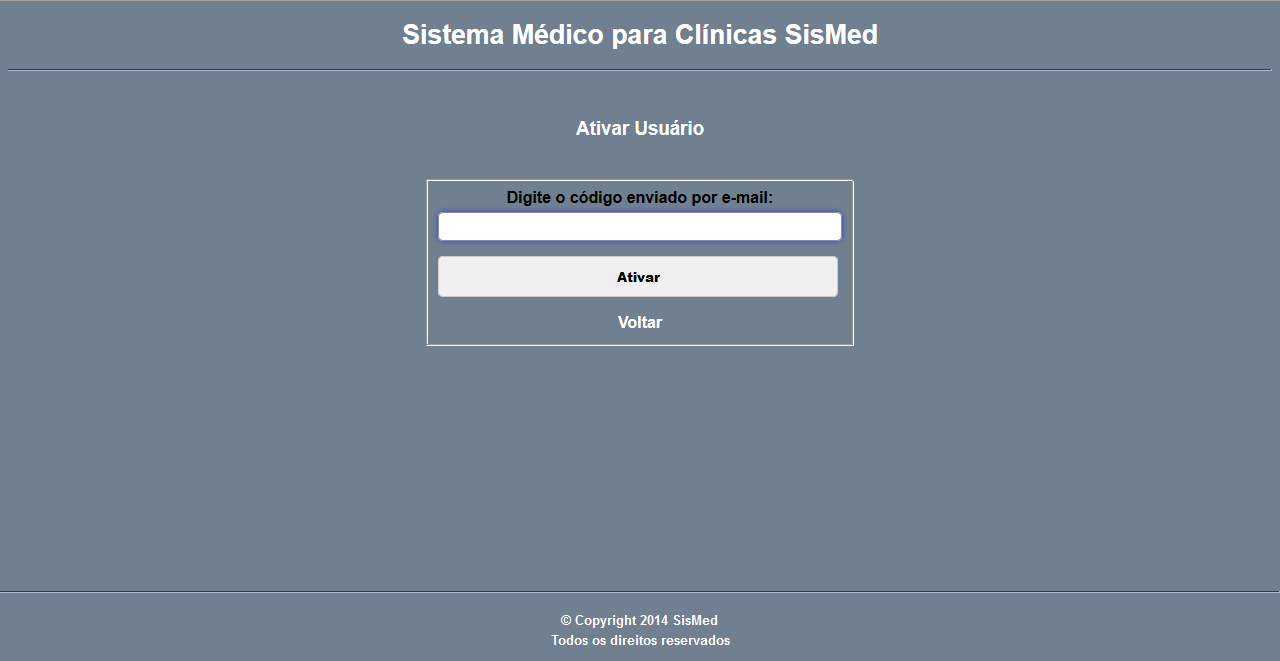 Sistema Médico para Clínicas SisMed
Ativar Usuário
Digite o código enviado por e-mail:
Ativar
Voltar
© Copyright 2014 SisMed
Todos os direitos reservados